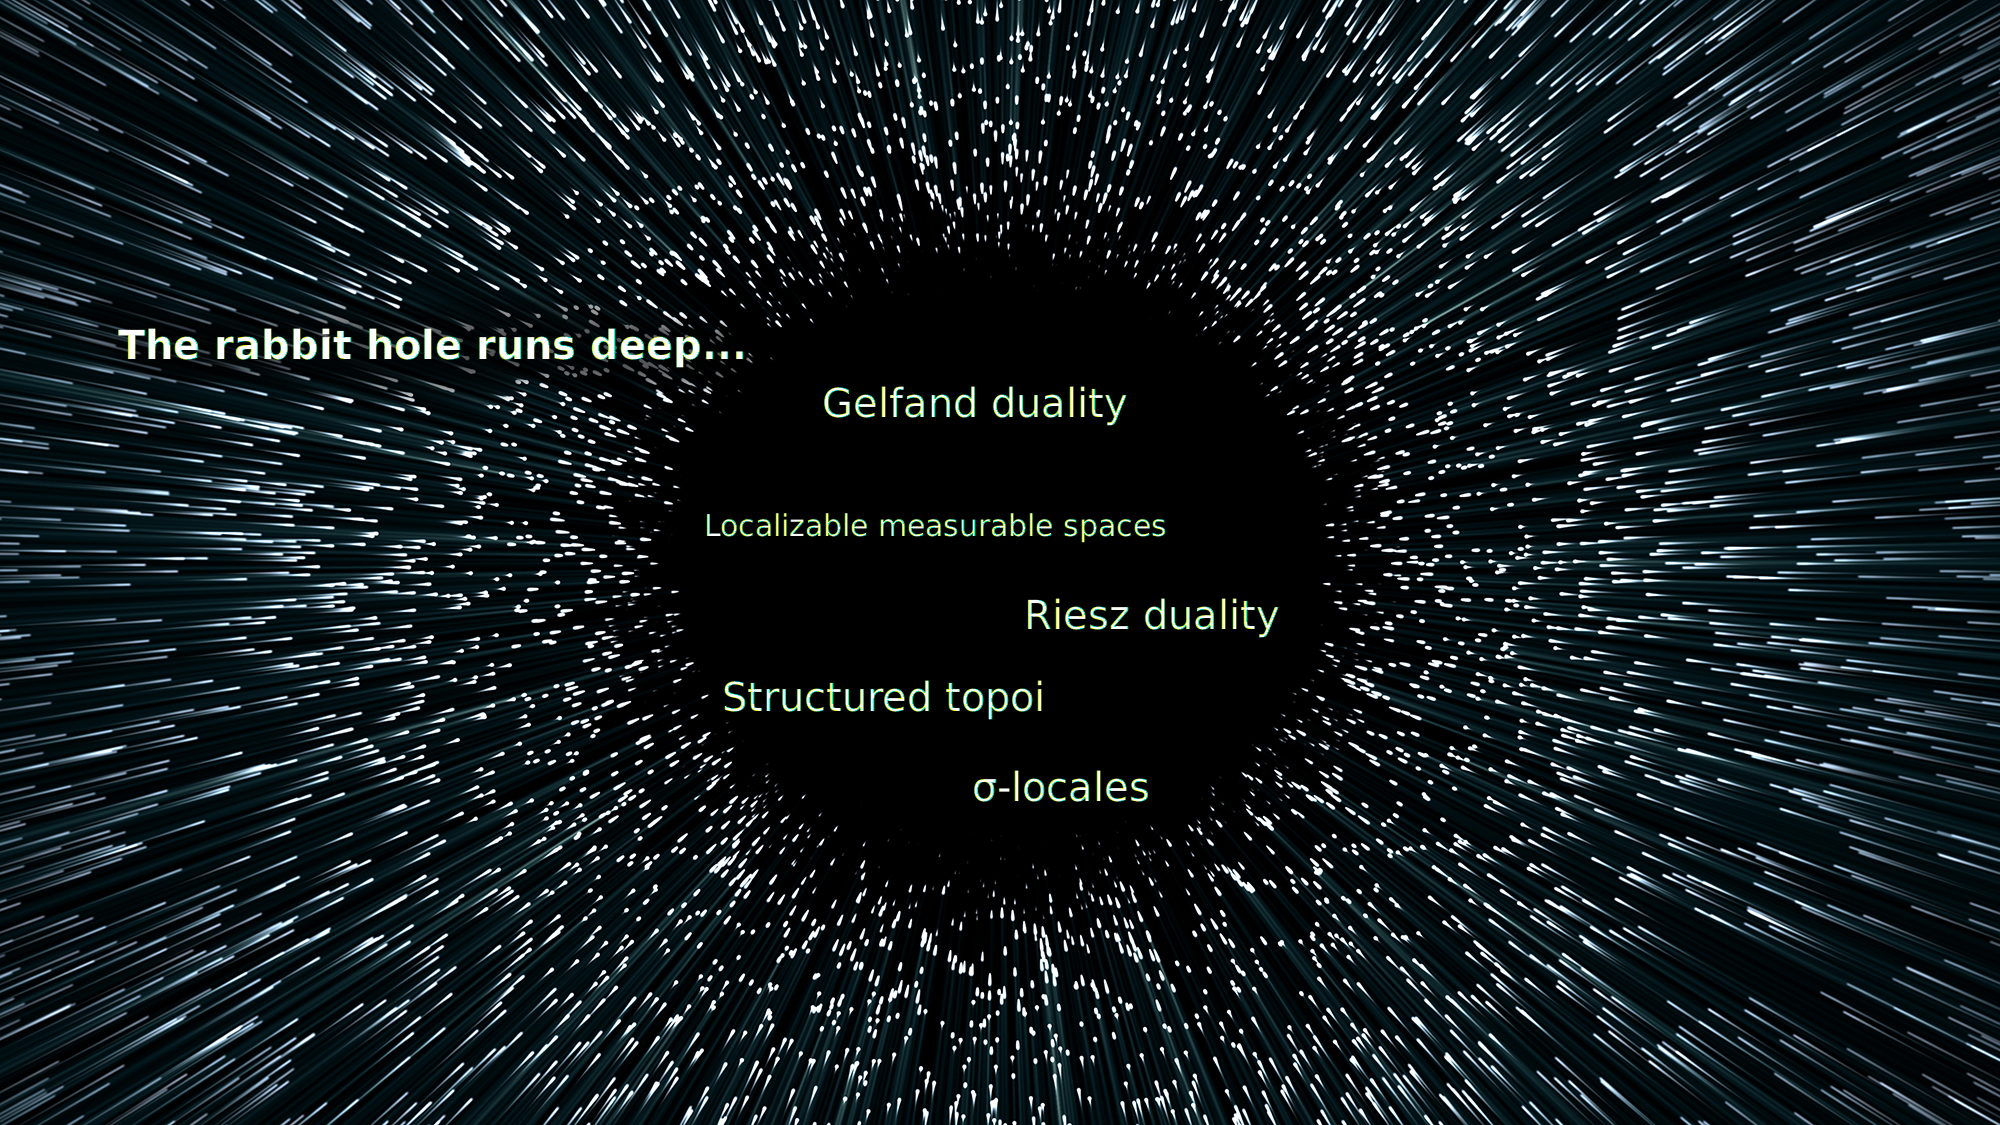 The rabbit hole runs deep...
Gelfand duality
Localizable measurable spaces
Riesz duality
Structured topoi
σ-locales